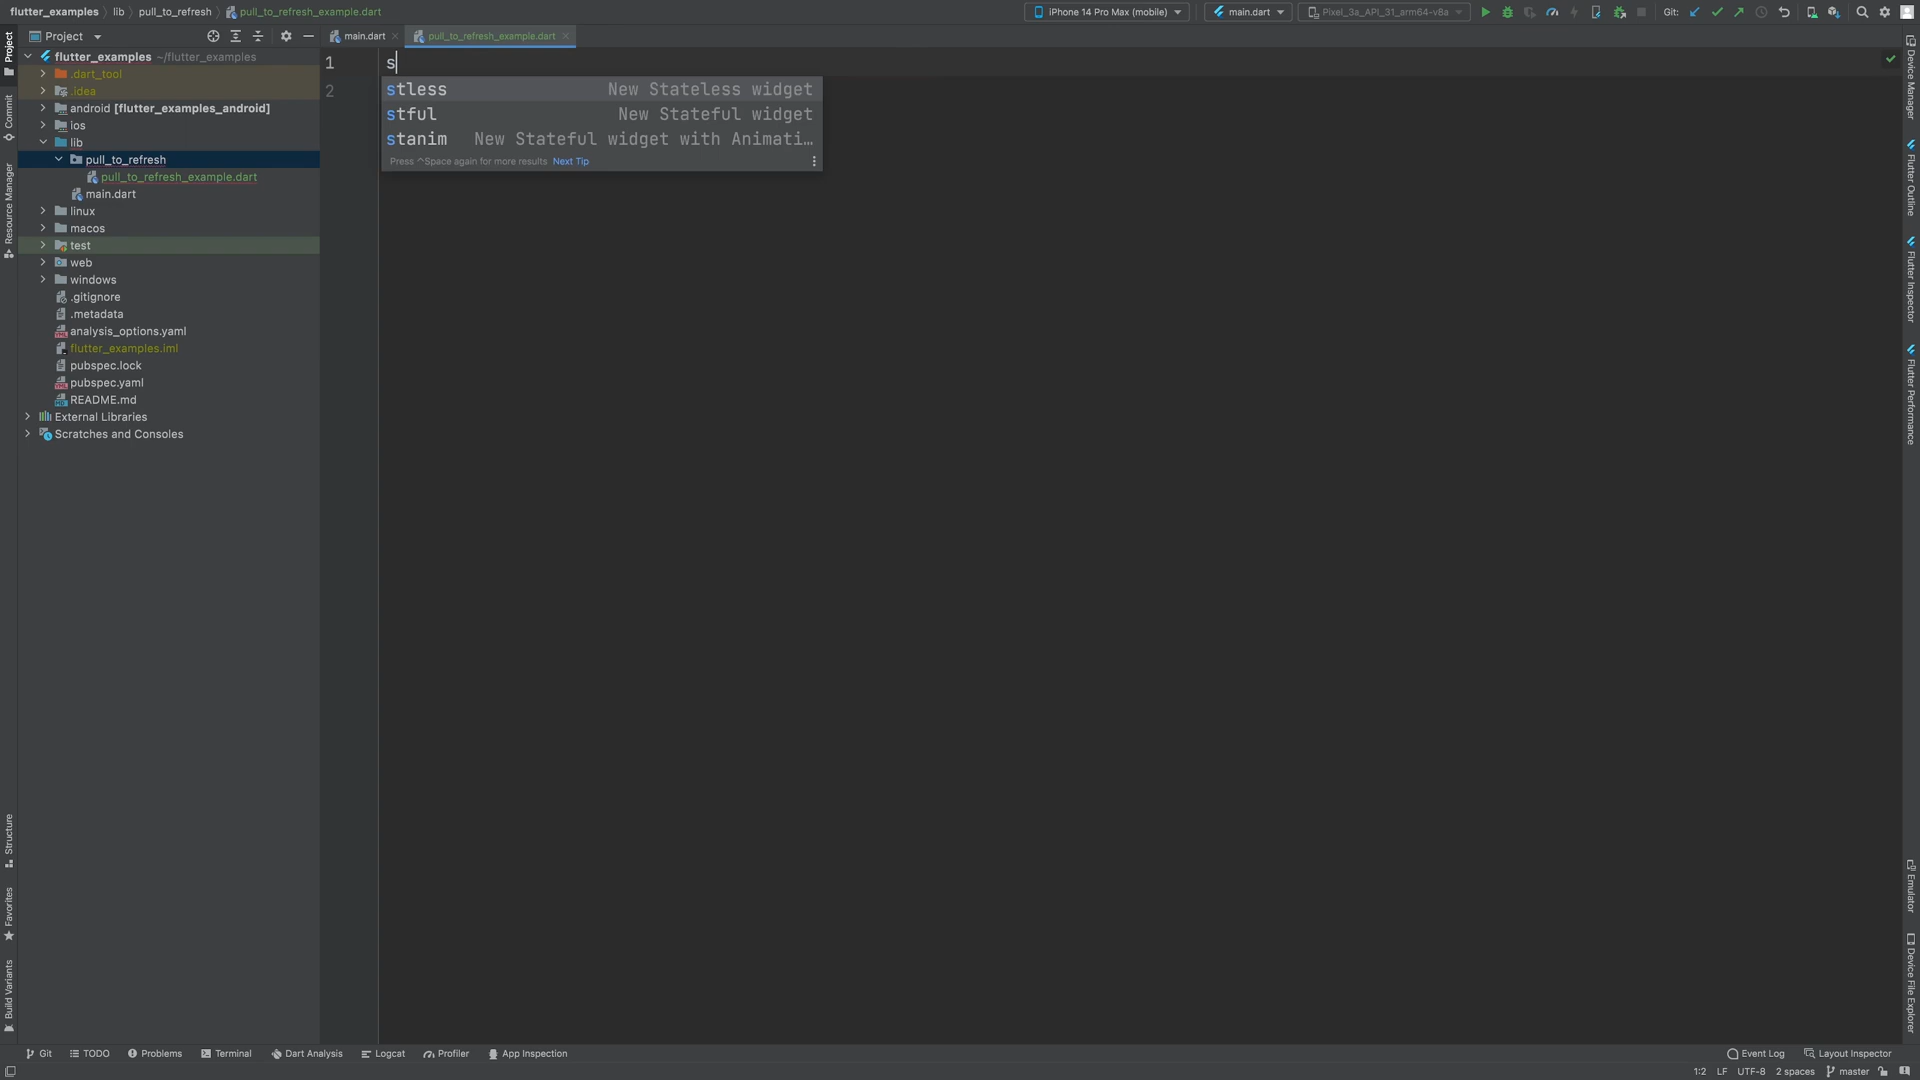 flutter_examples lib pull_to_refresh pull_to_refresh_example.dart iPhone 14 Pro Max (mobile) main.dart Pixel_3a_API_31_arm64-v8a Git:
Project main.dart pull_to_refresh_example.dart
flutter_examples ~/flutter_examples
.dart_tool
.idea
android [flutter_examples_android]
ios
lib
pull_to_refresh
pull_to_refresh_example.dart
main.dart
linux
macos
test
web
windows
.gitignore
.metadata
analysis_options.yaml
flutter_examples.iml
pubspec.lock
pubspec.yaml
README.md
External Libraries
Scratches and Consoles
1 s
2
stless New Stateless widget
stful New Stateful widget
stanim New Stateful widget with Animati…
Press ^Space again for more results Next Tip
Project
Commit
Resource Manager
Structure
Favorites
Build Variants
Device Manager
Flutter Outline
Flutter Inspector
Flutter Performance
Emulator
Device File Explorer
Git TODO Problems Terminal Dart Analysis Logcat Profiler App Inspection Event Log Layout Inspector
1:2 LF UTF-8 2 spaces master